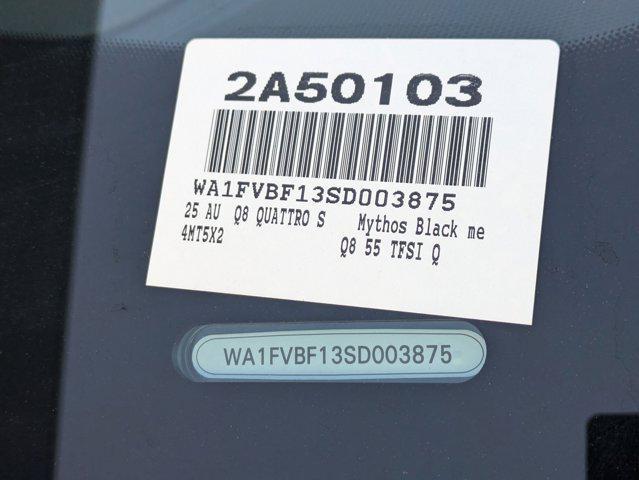 2A50103
WA1FVBF13SD003875
25 AU Q8 QUATTRO S Mythos Black me
4MT5X2 Q8 55 TFSI Q
WA1FVBF13SD003875